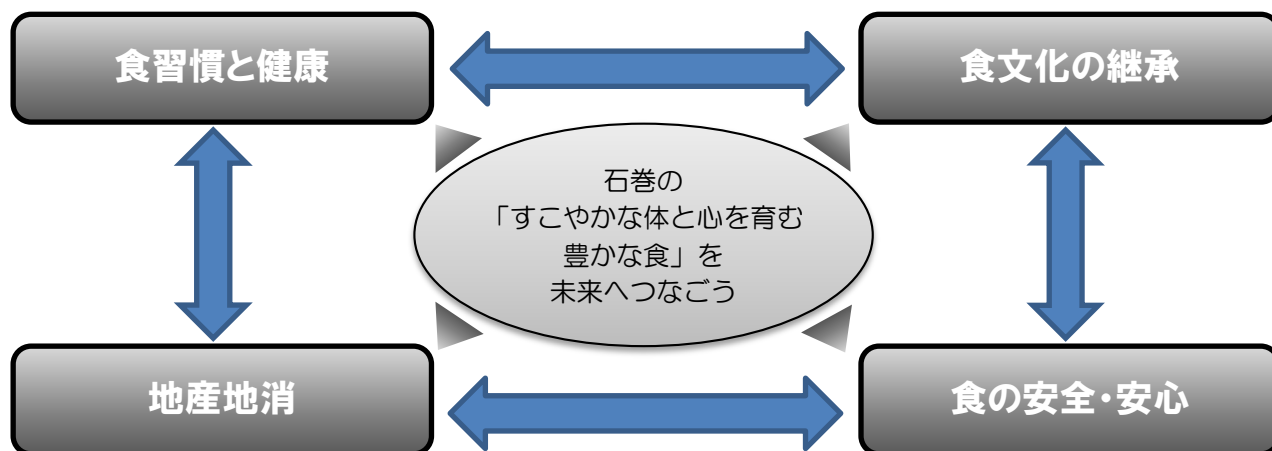 食習慣と健康
食文化の継承
石巻の
「すこやかな体と心を育む
豊かな食」を
未来へつなごう
地産地消
食の安全・安心